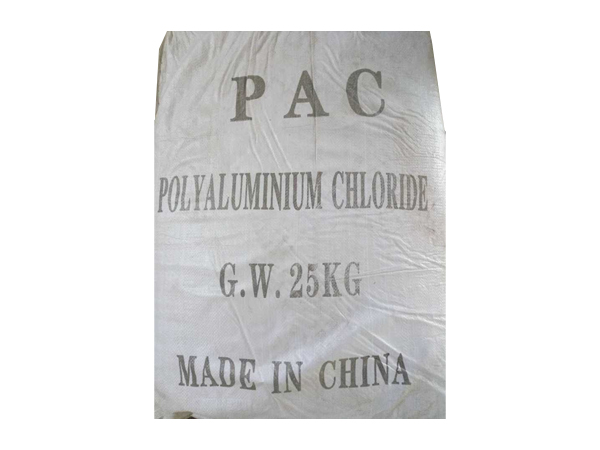 PAC
POLYALUMINIUM CHLORIDE
G.W. 25KG
MADE IN CHINA